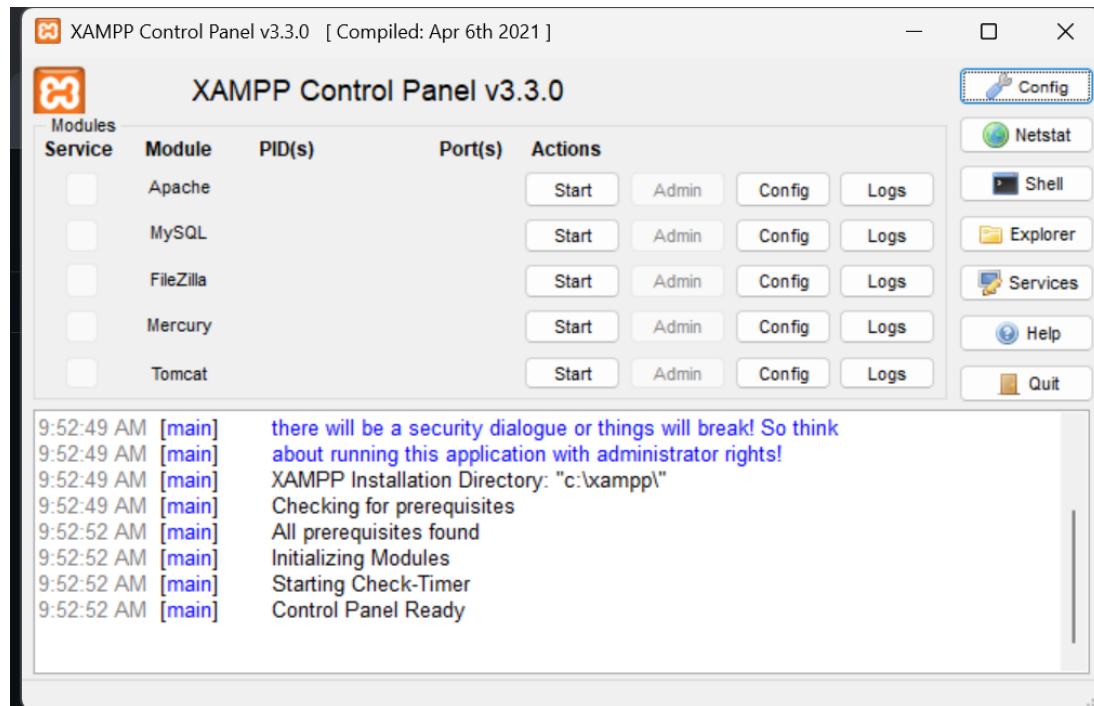 XAMPP Control Panel v3.3.0 [ Compiled: Apr 6th 2021 ]
XAMPP Control Panel v3.3.0
Config
Modules
Netstat
Service Module PID(s) Port(s) Actions
Apache Start Admin Config Logs
Shell
MySQL Start Admin Config Logs
Explorer
FileZilla Start Admin Config Logs
Services
Mercury Start Admin Config Logs
Help
Tomcat Start Admin Config Logs
Quit
9:52:49 AM [main] there will be a security dialogue or things will break! So think
9:52:49 AM [main] about running this application with administrator rights!
9:52:49 AM [main] XAMPP Installation Directory: "c:\xampp\"
9:52:49 AM [main] Checking for prerequisites
9:52:52 AM [main] All prerequisites found
9:52:52 AM [main] Initializing Modules
9:52:52 AM [main] Starting Check-Timer
9:52:52 AM [main] Control Panel Ready